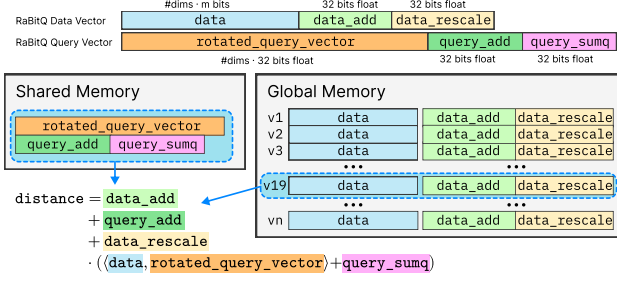 #dims · m bits 32 bits float 32 bits float
RaBitQ Data Vector data data_add data_rescale
RaBitQ Query Vector rotated_query_vector query_add query_sumq
#dims · 32 bits float 32 bits float 32 bits float
Shared Memory
rotated_query_vector
query_add query_sumq
Global Memory
v1 data data_add data_rescale
v2 data data_add data_rescale
v3 data data_add data_rescale
••• •••
v19 data data_add data_rescale
••• •••
vn data data_add data_rescale
distance = data_add
+ query_add
+ data_rescale
· (⟨data, rotated_query_vector⟩+query_sumq)